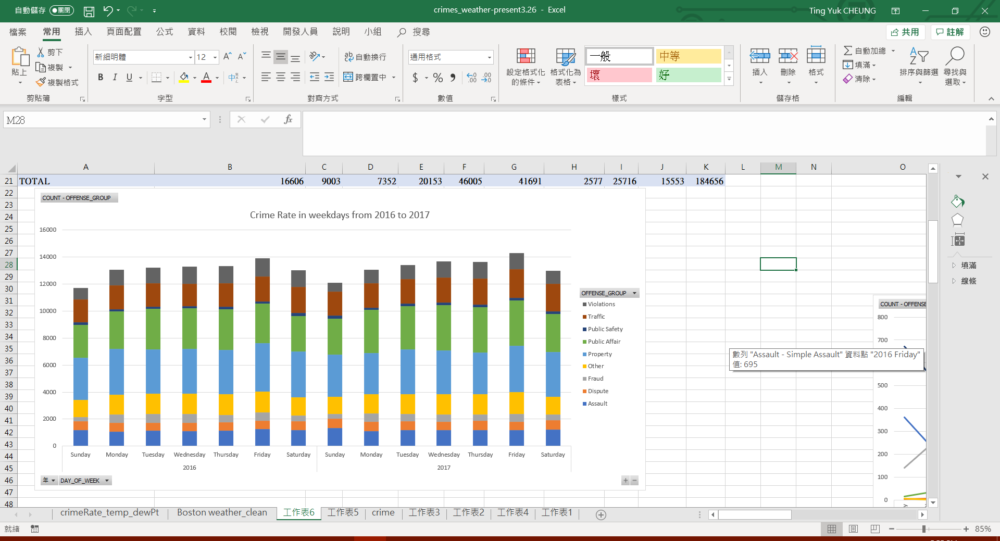 自動儲存 關閉
crimes_weather-present3.26 - Excel
Ting Yuk CHEUNG
檔案 常用 插入 頁面配置 公式 資料 校閱 檢視 開發人員 說明 小組 搜尋
共用 註解
貼上
剪下
複製
複製格式
剪貼簿
新細明體 12
B I U A 中
字型
ab 自動換行
跨欄置中
對齊方式
通用格式
$ % 9
數值
設定格式化
的條件
格式化為
表格
一般 中等
壞 好
樣式
插入 刪除 格式
儲存格
自動加總
填滿
清除
排序與篩選
尋找與
選取
編輯
M28
fx
A B C D E F G H I J K L M N O
21 TOTAL 16606 9003 7352 20153 46005 41691 2577 25716 15553 184656
22
23
24
25
26
27
28
29
30
31
32
33
34
35
36
37
38
39
40
41
42
43
44
45
46
47
48
COUNT - OFFENSE_GROUP
Crime Rate in weekdays from 2016 to 2017
16000
14000
12000
10000
8000
6000
4000
2000
0
Sunday Monday Tuesday Wednesday Thursday Friday Saturday Sunday Monday Tuesday Wednesday Thursday Friday Saturday
2016 2017
年 DAY_OF_WEEK
OFFENSE_GROUP
Violations
Traffic
Public Safety
Public Affair
Property
Other
Fraud
Dispute
Assault
COUNT - OFFENSE
800
700
500
400
300
200
100
0
數列 "Assault - Simple Assault" 資料點 "2016 Friday"
值: 695
填滿
線條
crimeRate_temp_dewPt Boston weather_clean 工作表6 工作表5 crime 工作表3 工作表2 工作表4 工作表1
就緒
85%